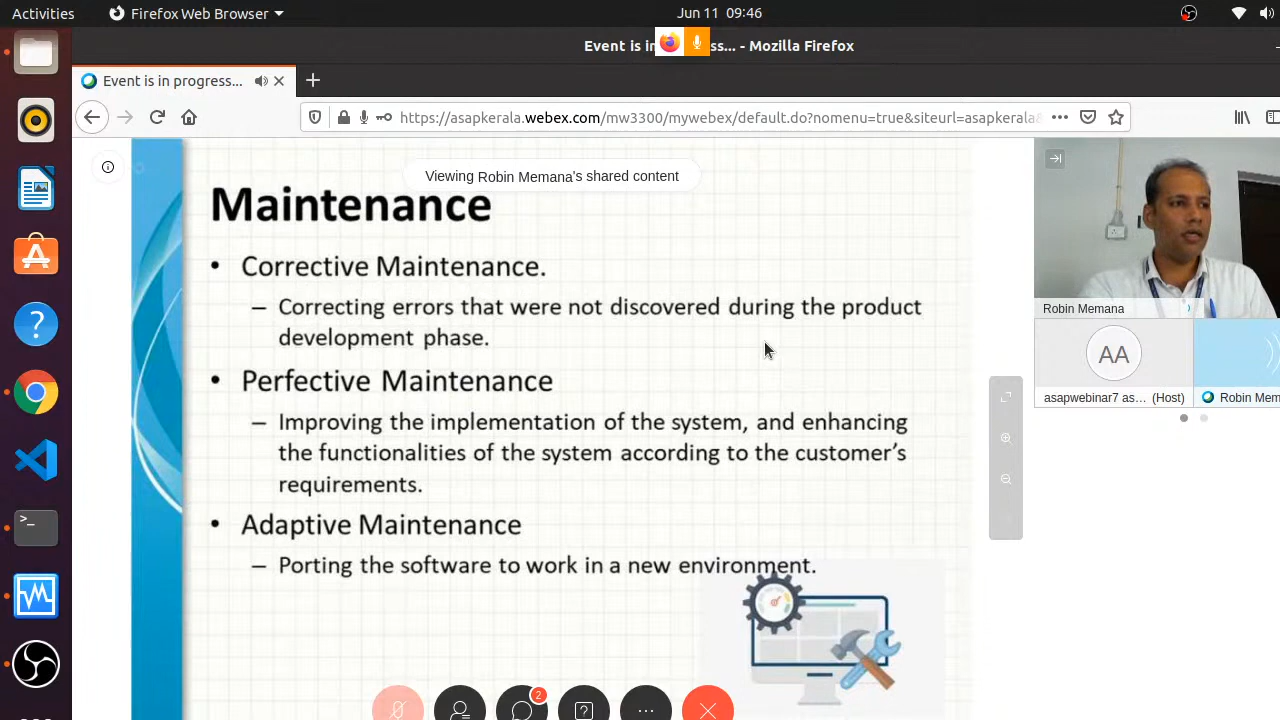 Activities
Firefox Web Browser
Jun 11 09:46
Event is in ss... - Mozilla Firefox
Event is in progress...
https://asapkerala.webex.com/mw3300/mywebex/default.do?nomenu=true&siteurl=asapkerala&
Viewing Robin Memana's shared content
Maintenance
• Corrective Maintenance.
– Correcting errors that were not discovered during the product
development phase.
• Perfective Maintenance
– Improving the implementation of the system, and enhancing
the functionalities of the system according to the customer's
requirements.
• Adaptive Maintenance
– Porting the software to work in a new environment.
Robin Memana
AA
asapwebinar7 as... (Host)
Robin Mem
2